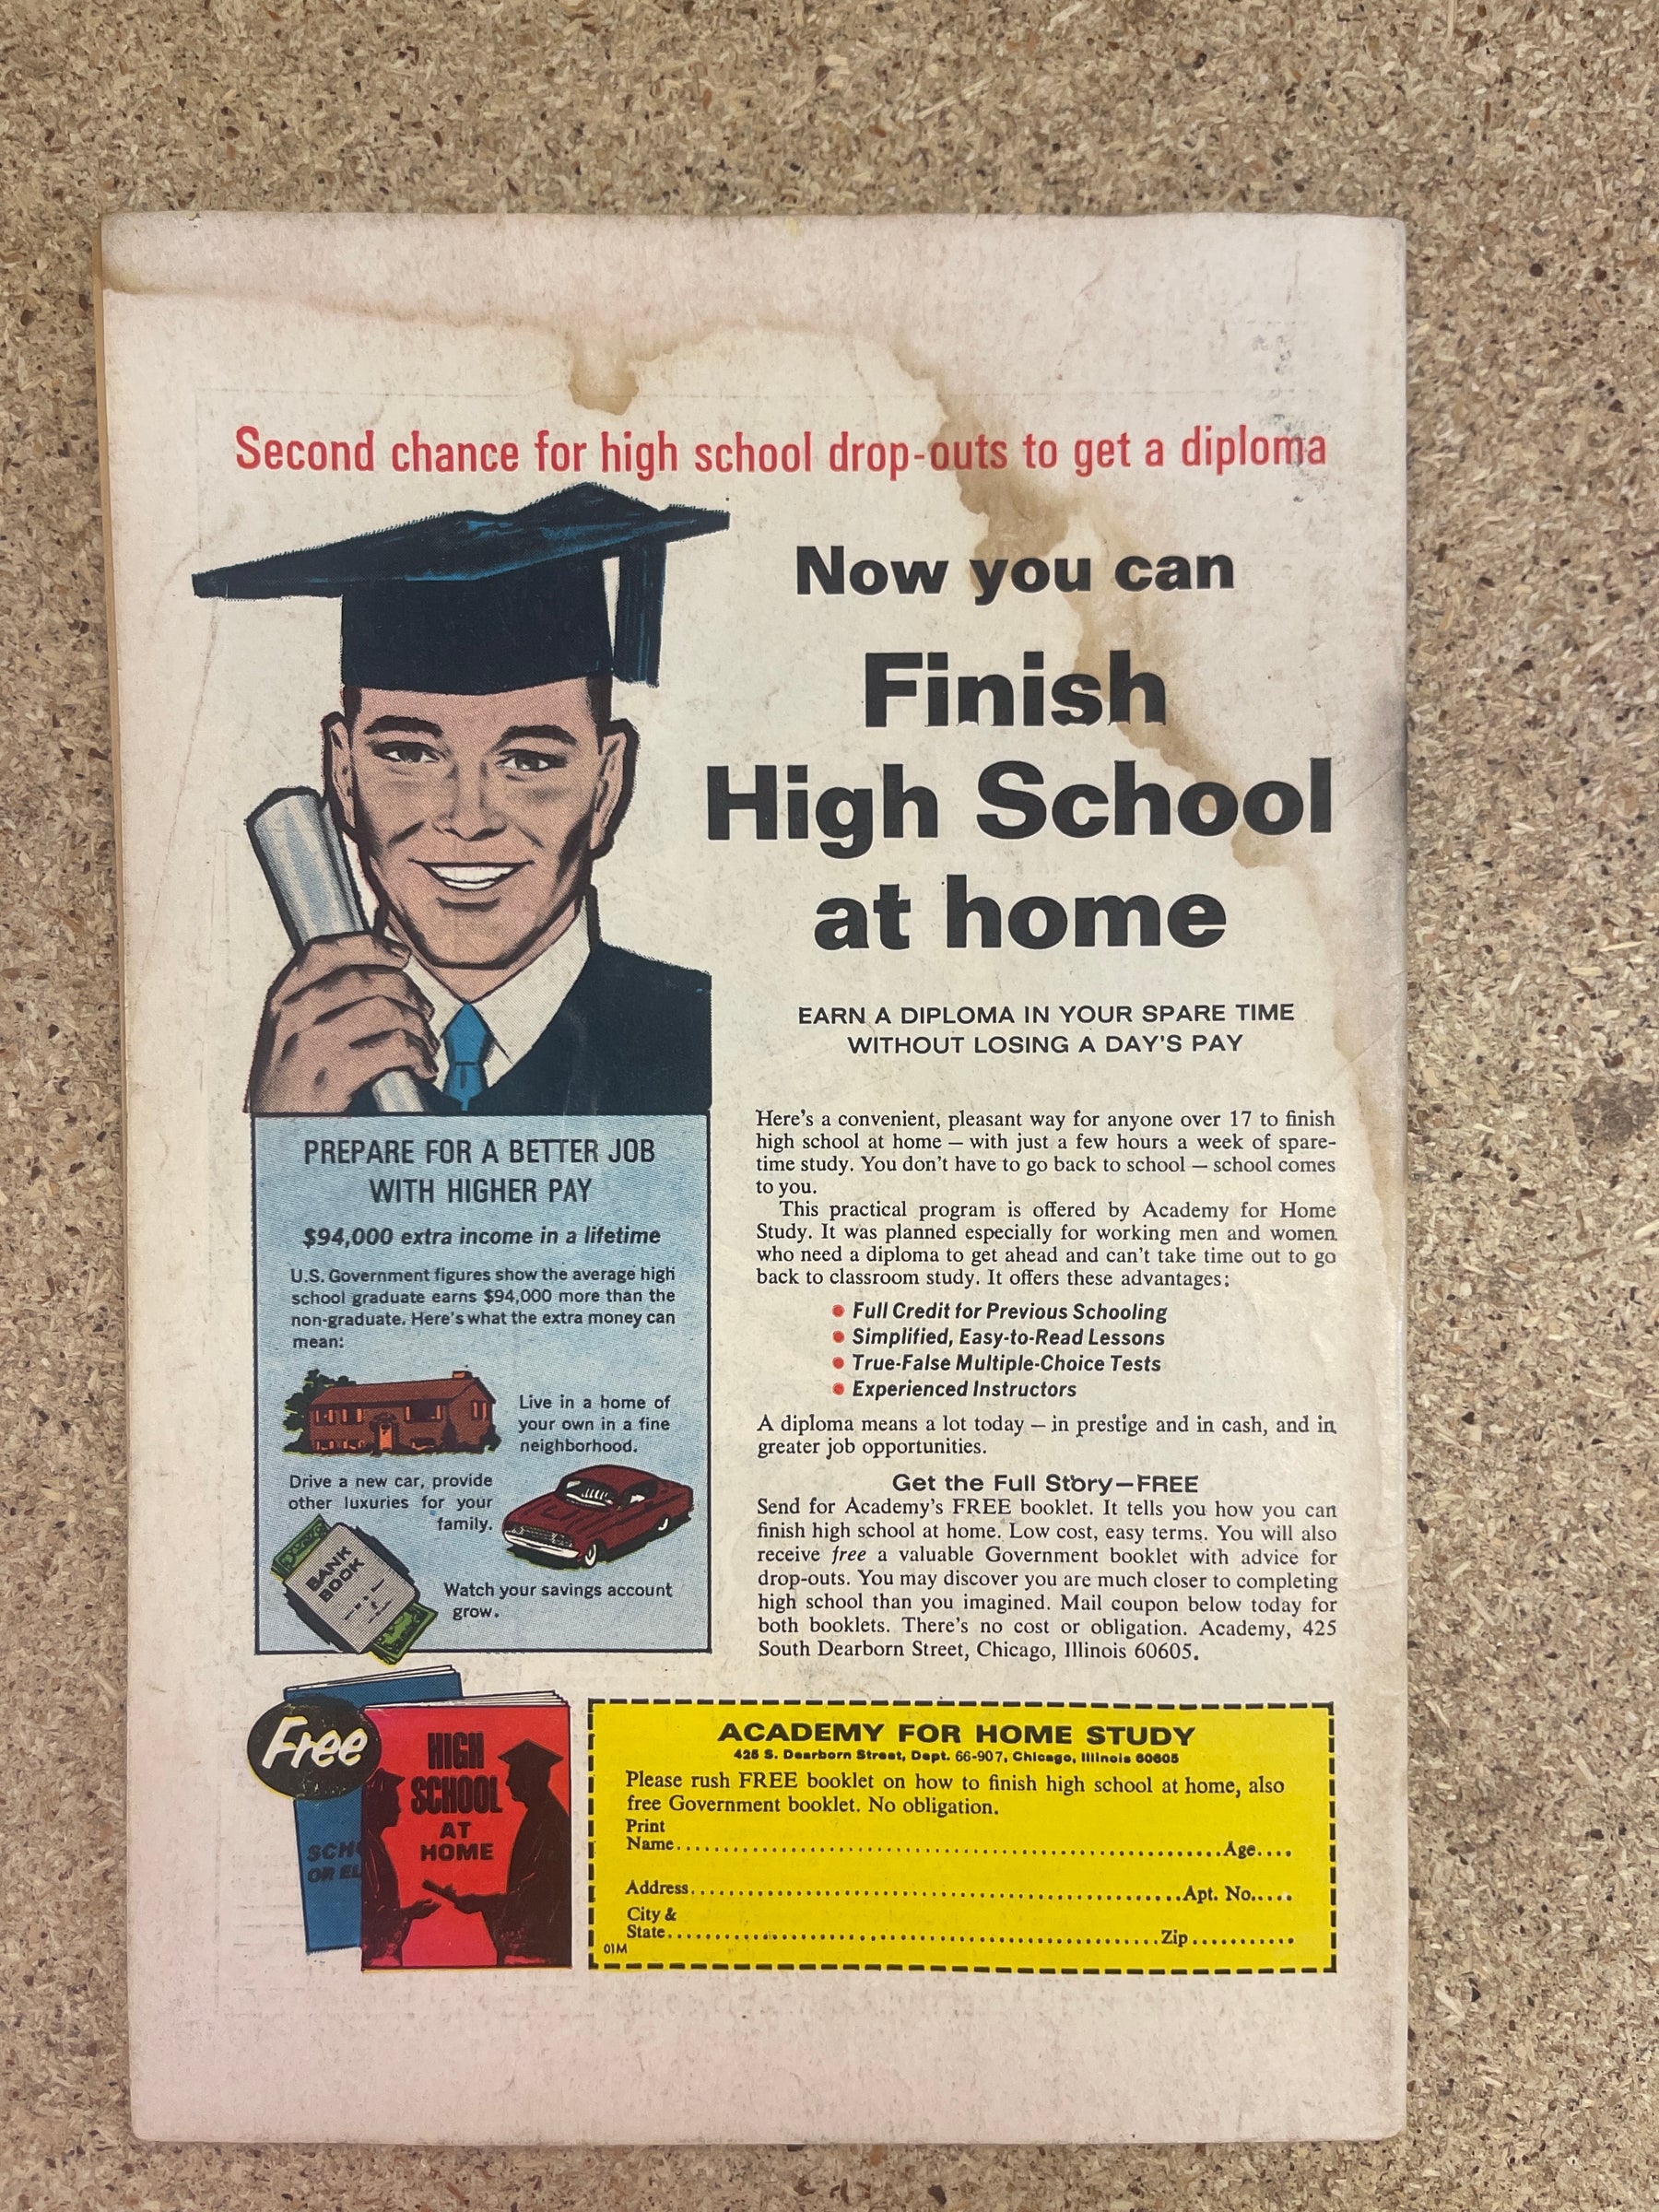 Second chance for high school drop-outs to get a diploma
Now you can
Finish
High School
at home
EARN A DIPLOMA IN YOUR SPARE TIME
WITHOUT LOSING A DAY'S PAY
PREPARE FOR A BETTER JOB
WITH HIGHER PAY
$94,000 extra income in a lifetime
U.S. Government figures show the average high
school graduate earns $94,000 more than the
non-graduate. Here's what the extra money can
mean:
Live in a home of
your own in a fine
neighborhood.
Drive a new car, provide
other luxuries for your
family.
BANK
BOOK
Watch your savings account
grow.
Here's a convenient, pleasant way for anyone over 17 to finish
high school at home — with just a few hours a week of spare-
time study. You don't have to go back to school — school comes
to you.
This practical program is offered by Academy for Home
Study. It was planned especially for working men and women
who need a diploma to get ahead and can't take time out to go
back to classroom study. It offers these advantages:
• Full Credit for Previous Schooling
• Simplified, Easy-to-Read Lessons
• True-False Multiple-Choice Tests
• Experienced Instructors
A diploma means a lot today — in prestige and in cash, and in
greater job opportunities.
Get the Full Story—FREE
Send for Academy's FREE booklet. It tells you how you can
finish high school at home. Low cost, easy terms. You will also
receive free a valuable Government booklet with advice for
drop-outs. You may discover you are much closer to completing
high school than you imagined. Mail coupon below today for
both booklets. There's no cost or obligation. Academy, 425
South Dearborn Street, Chicago, Illinois 60605.
Free
HIGH
SCHOOL
AT
HOME
SCHO
OR EL
ACADEMY FOR HOME STUDY
425 S. Dearborn Street, Dept. 66-907, Chicago, Illinois 60605
Please rush FREE booklet on how to finish high school at home, also
free Government booklet. No obligation.
Print
Name..........Age....
Address..........Apt. No.....
City &
State..........Zip..........
01M